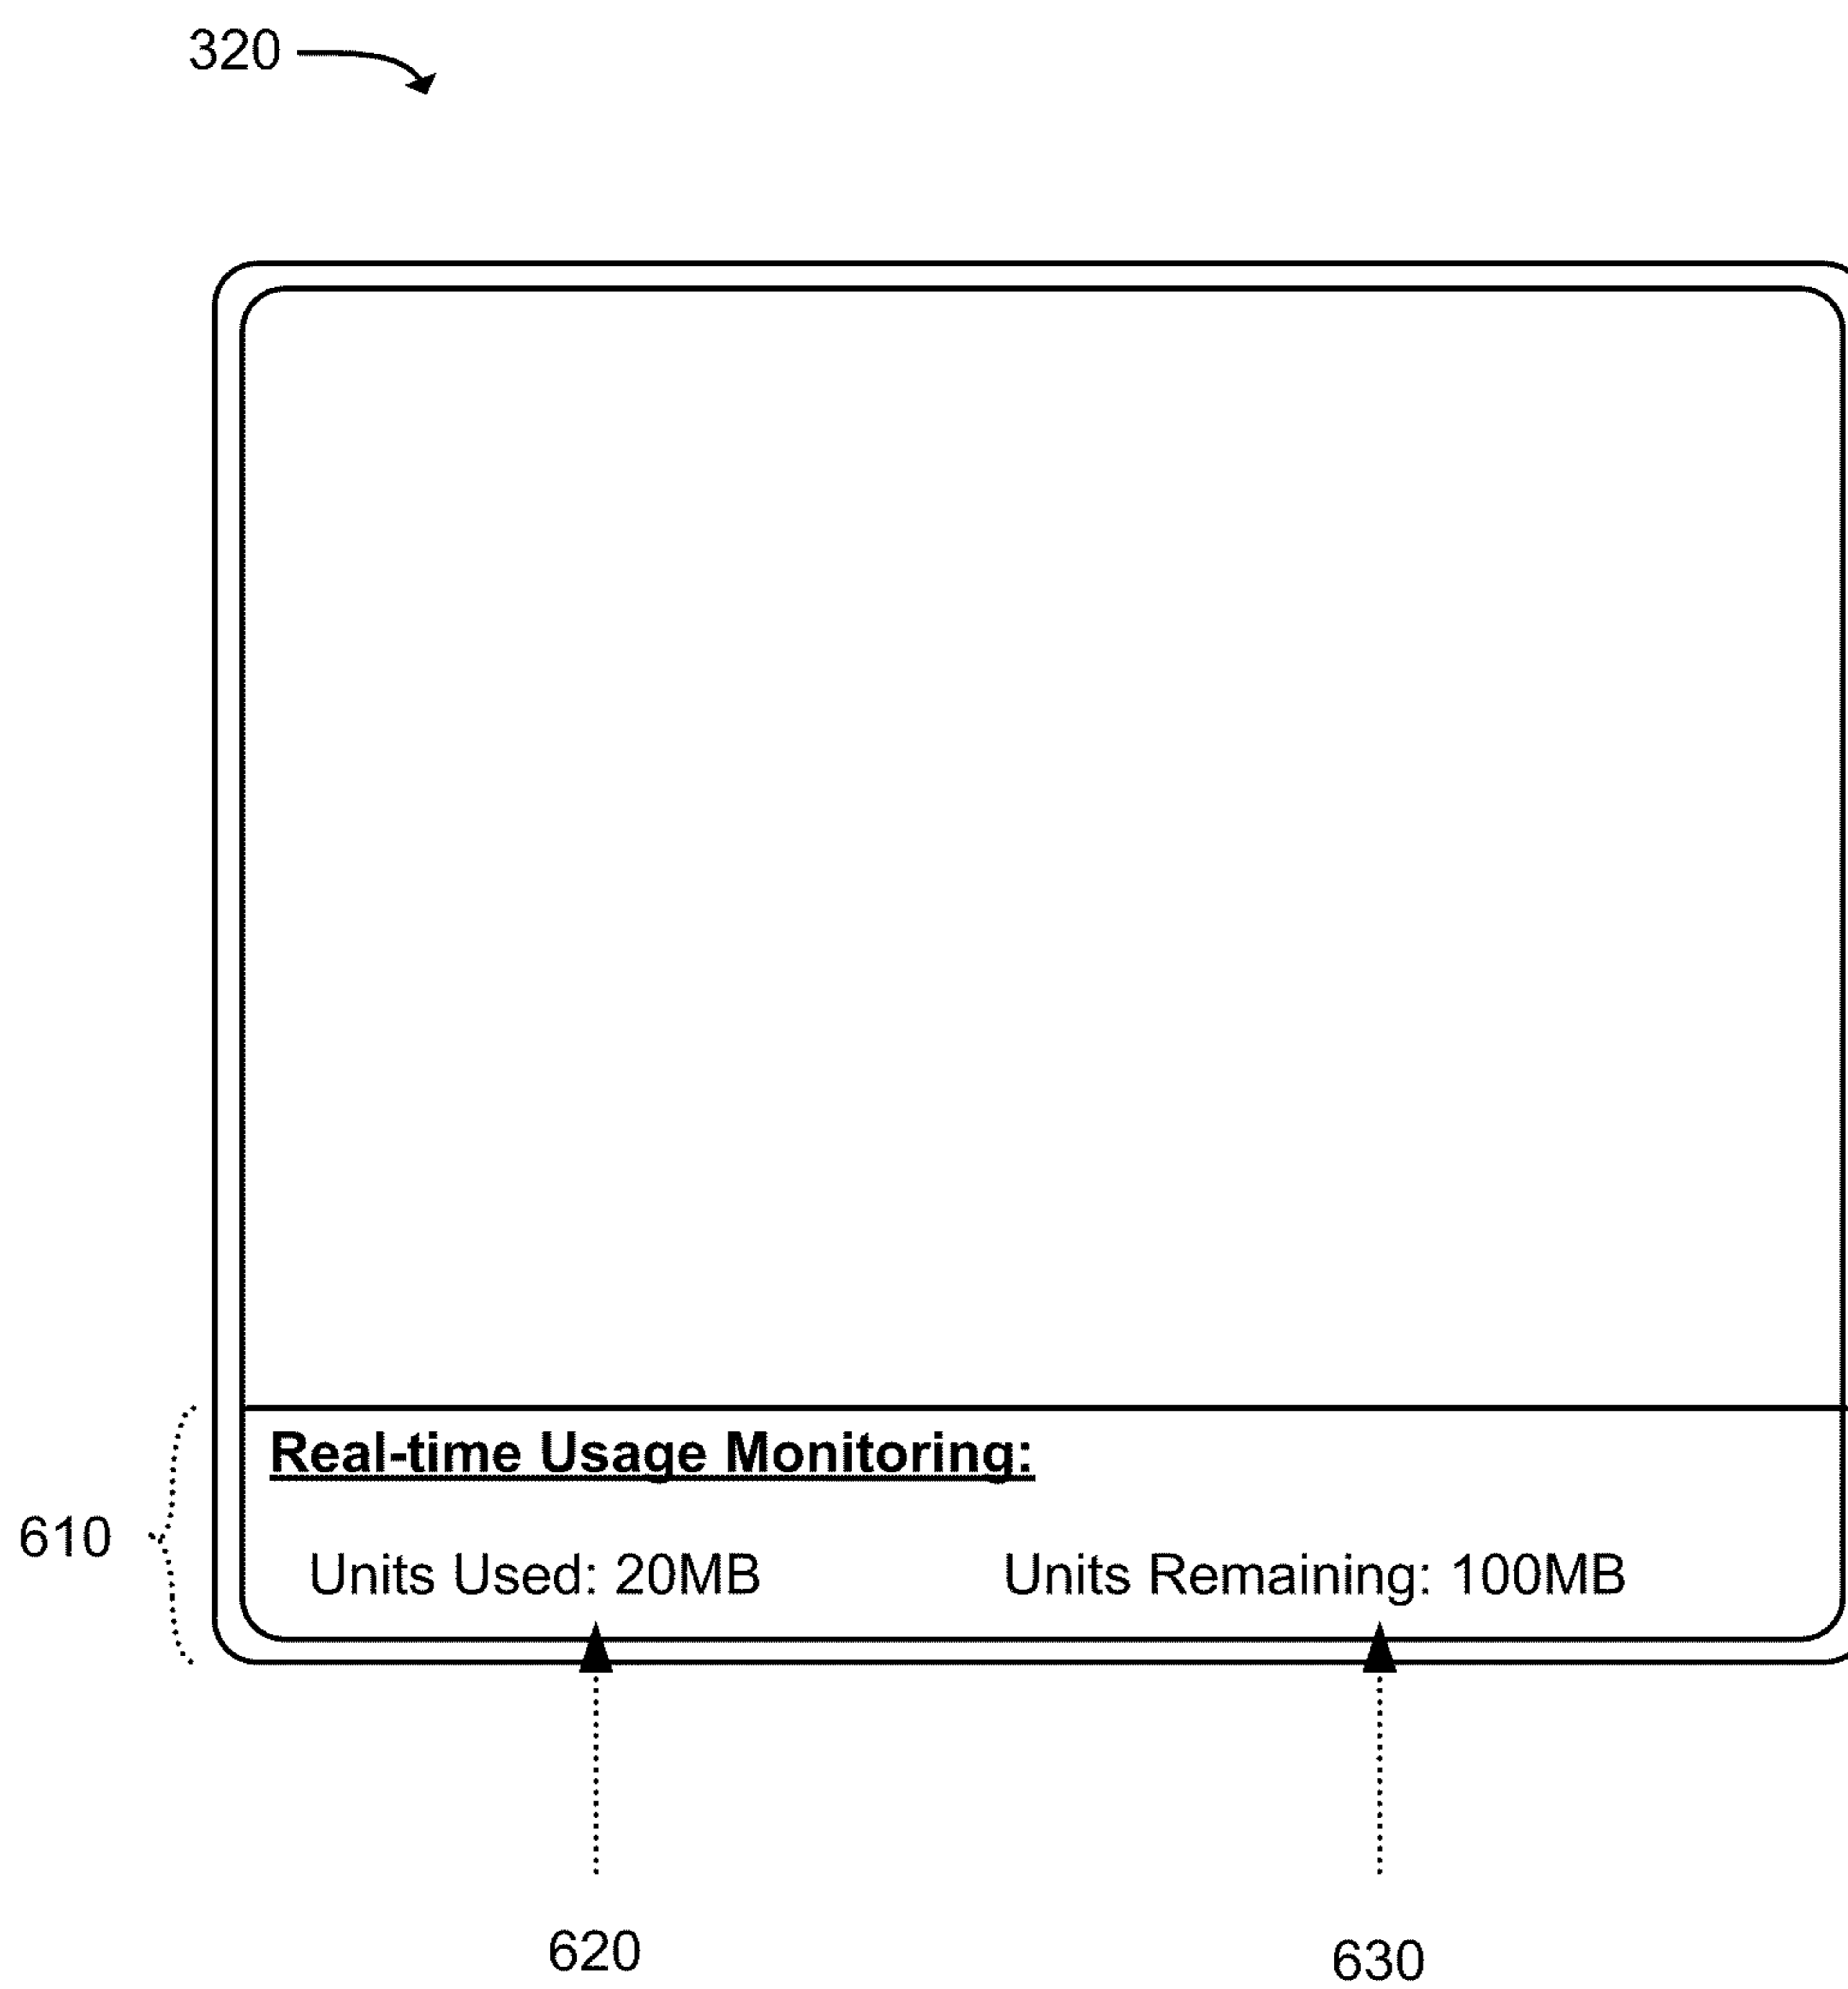 320
Real-time Usage Monitoring:
610
Units Used: 20MB Units Remaining: 100MB
620 630